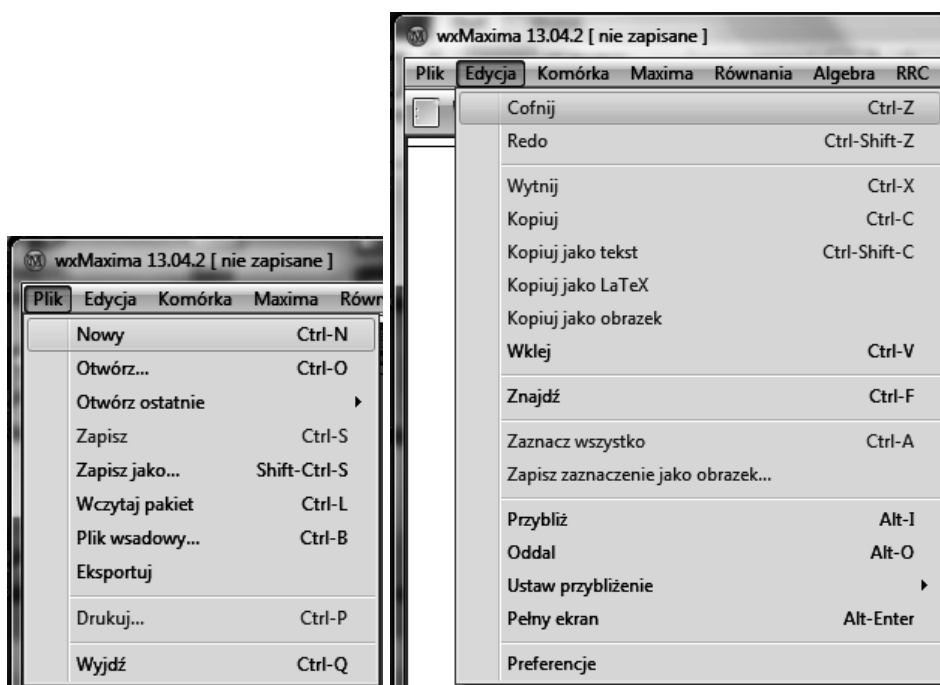 wxMaxima 13.04.2 [ nie zapisane ]
Plik Edycja Komórka Maxima Równ
Nowy Ctrl-N
Otwórz... Ctrl-O
Otwórz ostatnie
Zapisz Ctrl-S
Zapisz jako... Shift-Ctrl-S
Wczytaj pakiet Ctrl-L
Plik wsadowy... Ctrl-B
Eksportuj
Drukuj... Ctrl-P
Wyjdź Ctrl-Q
wxMaxima 13.04.2 [ nie zapisane ]
Plik Edycja Komórka Maxima Równania Algebra RRC
Cofnij Ctrl-Z
Redo Ctrl-Shift-Z
Wytnij Ctrl-X
Kopiuj Ctrl-C
Kopiuj jako tekst Ctrl-Shift-C
Kopiuj jako LaTeX
Kopiuj jako obrazek
Wklej Ctrl-V
Znajdź Ctrl-F
Zaznacz wszystko Ctrl-A
Zapisz zaznaczenie jako obrazek...
Przybliż Alt-I
Oddal Alt-O
Ustaw przybliżenie
Pełny ekran Alt-Enter
Preferencje